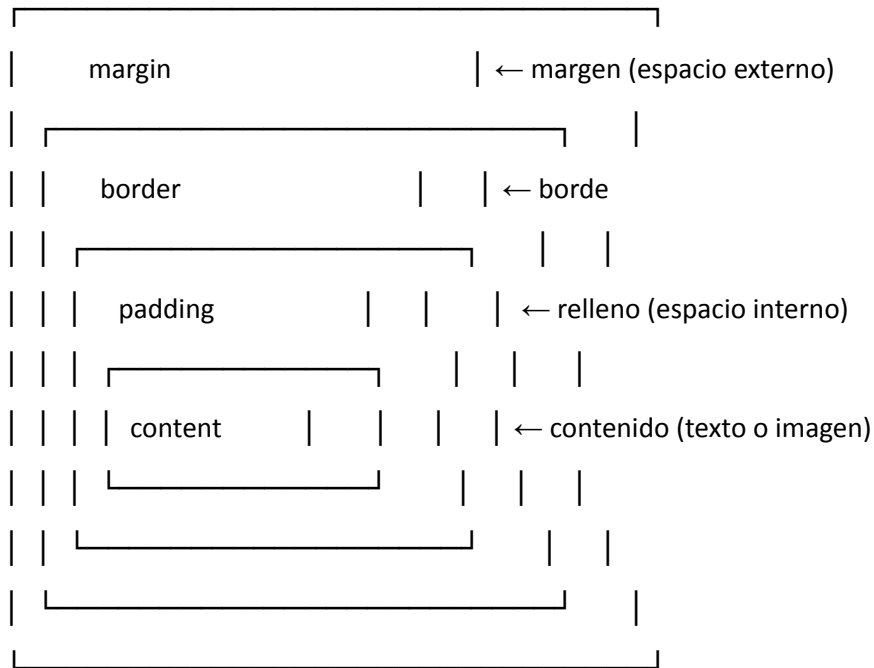 margin ← margen (espacio externo)
border ← borde
padding ← relleno (espacio interno)
content ← contenido (texto o imagen)